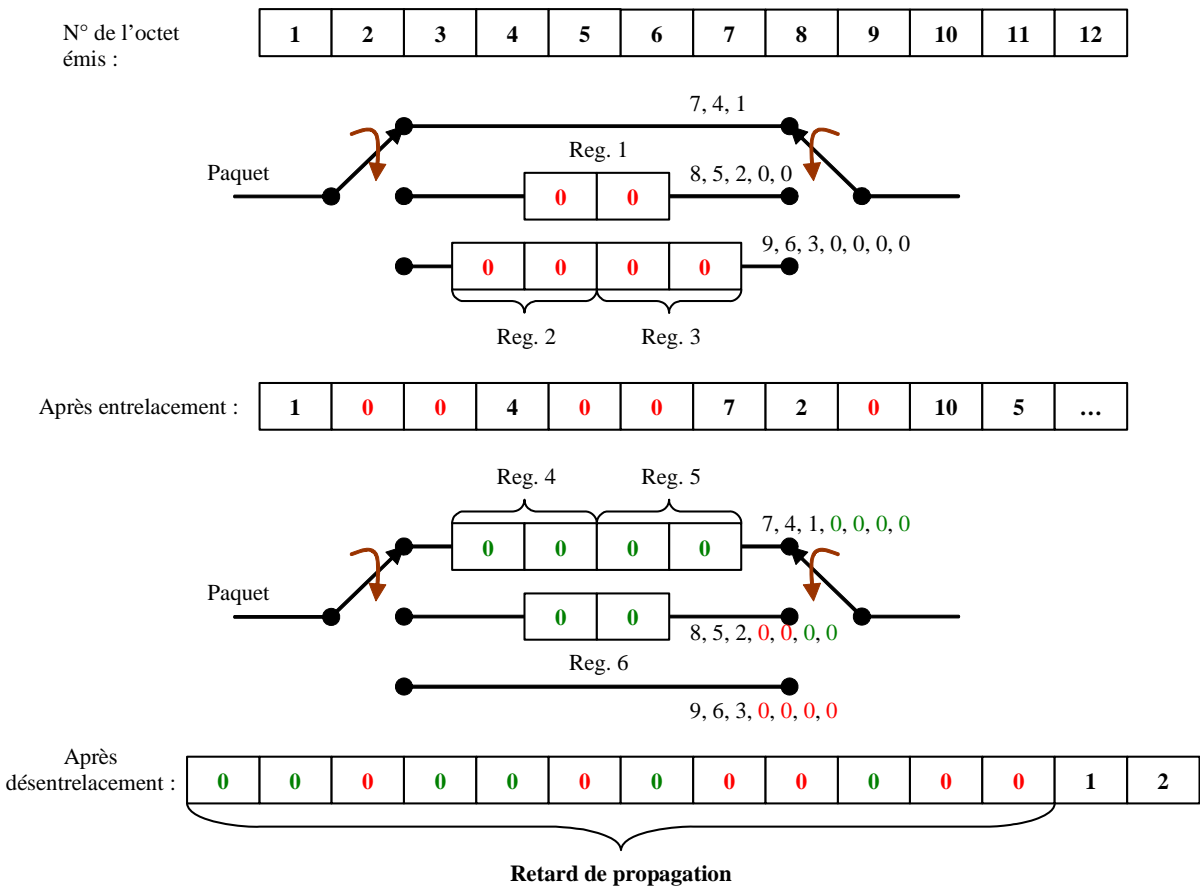 N° de l'octet
émis :
1 2 3 4 5 6 7 8 9 10 11 12
7, 4, 1
Reg. 1
Paquet
0 0
8, 5, 2, 0, 0
9, 6, 3, 0, 0, 0, 0
0 0 0 0
Reg. 2 Reg. 3
Après entrelacement :
1 0 0 4 0 0 7 2 0 10 5 ...
Reg. 4 Reg. 5
7, 4, 1, 0, 0, 0, 0
0 0 0 0
Paquet
0 0
8, 5, 2, 0, 0, 0, 0
Reg. 6
9, 6, 3, 0, 0, 0, 0
Après
désentrelacement :
0 0 0 0 0 0 0 0 0 0 0 0 1 2
Retard de propagation